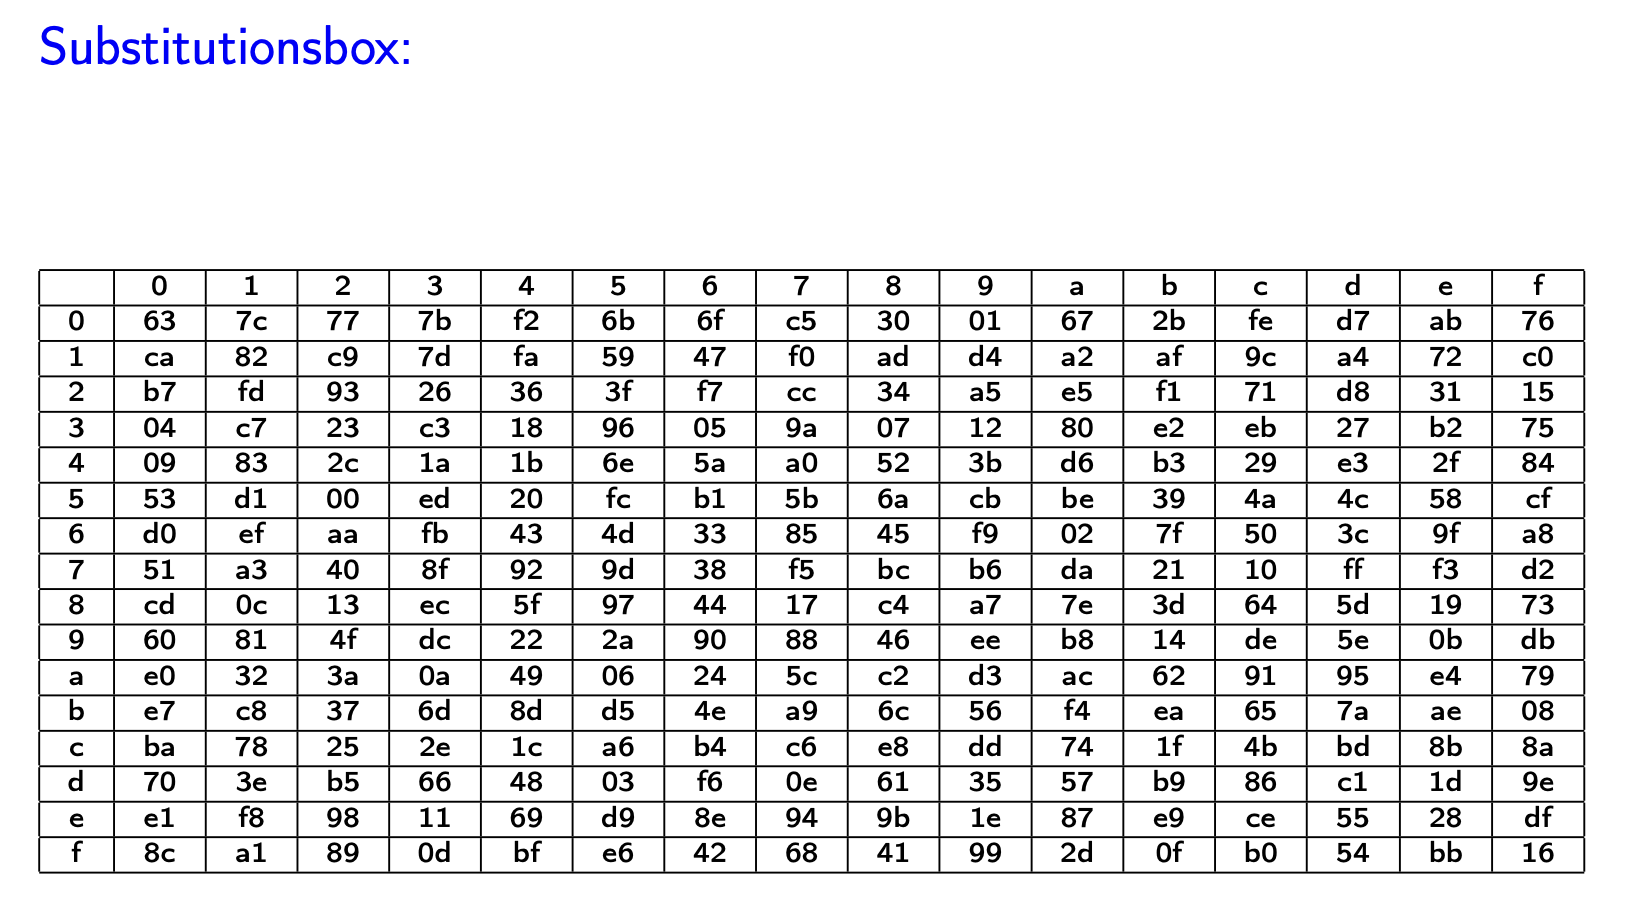 Substitutionsbox:
0 1 2 3 4 5 6 7 8 9 a b c d e f
0 63 7c 77 7b f2 6b 6f c5 30 01 67 2b fe d7 ab 76
1 ca 82 c9 7d fa 59 47 f0 ad d4 a2 af 9c a4 72 c0
2 b7 fd 93 26 36 3f f7 cc 34 a5 e5 f1 71 d8 31 15
3 04 c7 23 c3 18 96 05 9a 07 12 80 e2 eb 27 b2 75
4 09 83 2c 1a 1b 6e 5a a0 52 3b d6 b3 29 e3 2f 84
5 53 d1 00 ed 20 fc b1 5b 6a cb be 39 4a 4c 58 cf
6 d0 ef aa fb 43 4d 33 85 45 f9 02 7f 50 3c 9f a8
7 51 a3 40 8f 92 9d 38 f5 bc b6 da 21 10 ff f3 d2
8 cd 0c 13 ec 5f 97 44 17 c4 a7 7e 3d 64 5d 19 73
9 60 81 4f dc 22 2a 90 88 46 ee b8 14 de 5e 0b db
a e0 32 3a 0a 49 06 24 5c c2 d3 ac 62 91 95 e4 79
b e7 c8 37 6d 8d d5 4e a9 6c 56 f4 ea 65 7a ae 08
c ba 78 25 2e 1c a6 b4 c6 e8 dd 74 1f 4b bd 8b 8a
d 70 3e b5 66 48 03 f6 0e 61 35 57 b9 86 c1 1d 9e
e e1 f8 98 11 69 d9 8e 94 9b 1e 87 e9 ce 55 28 df
f 8c a1 89 0d bf e6 42 68 41 99 2d 0f b0 54 bb 16